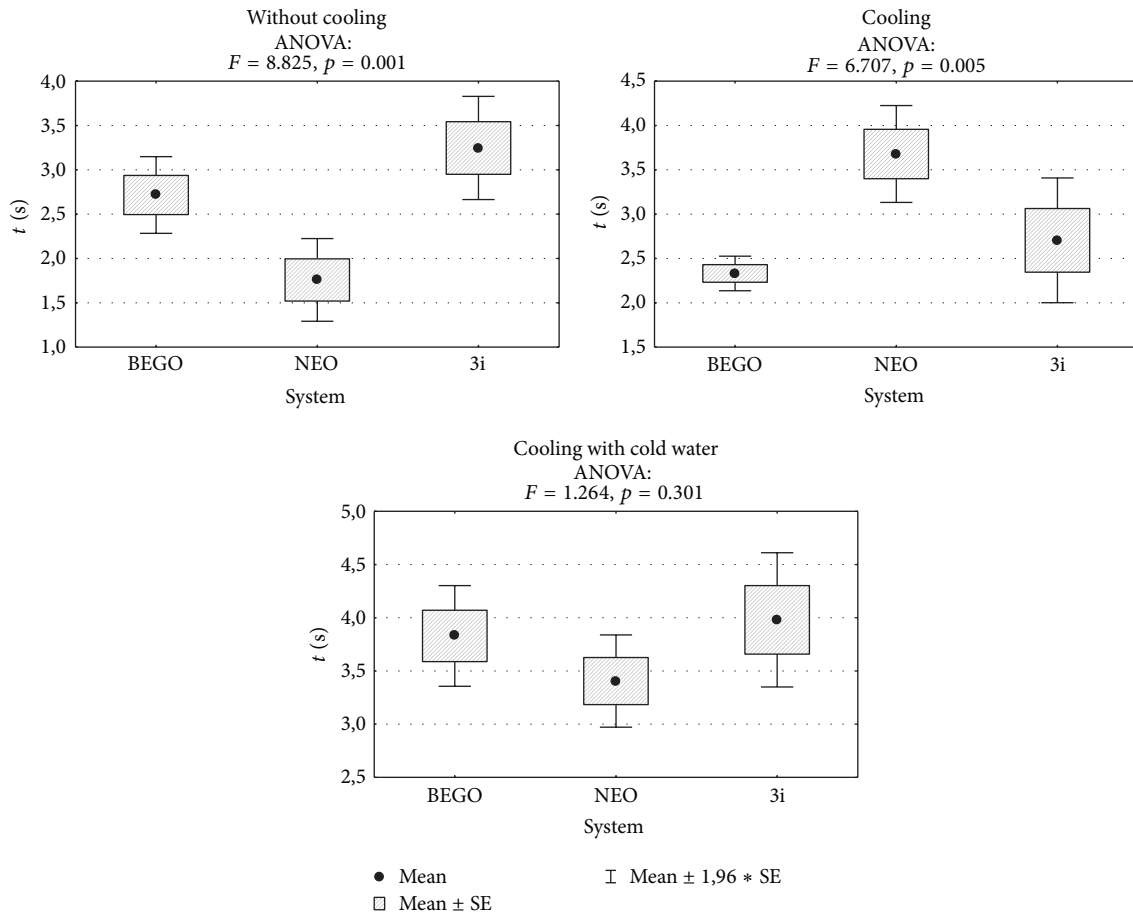 Without cooling
ANOVA:
F = 8.825, p = 0.001
4,0
3,5
3,0
2,5
2,0
1,5
1,0
t (s)
BEGO NEO 3i
System
Cooling
ANOVA:
F = 6.707, p = 0.005
4,5
4,0
3,5
3,0
2,5
2,0
1,5
t (s)
BEGO NEO 3i
System
Cooling with cold water
ANOVA:
F = 1.264, p = 0.301
5,0
4,5
4,0
3,5
3,0
2,5
t (s)
BEGO NEO 3i
System
Mean
Mean ± SE
Mean ± 1,96 ∗ SE